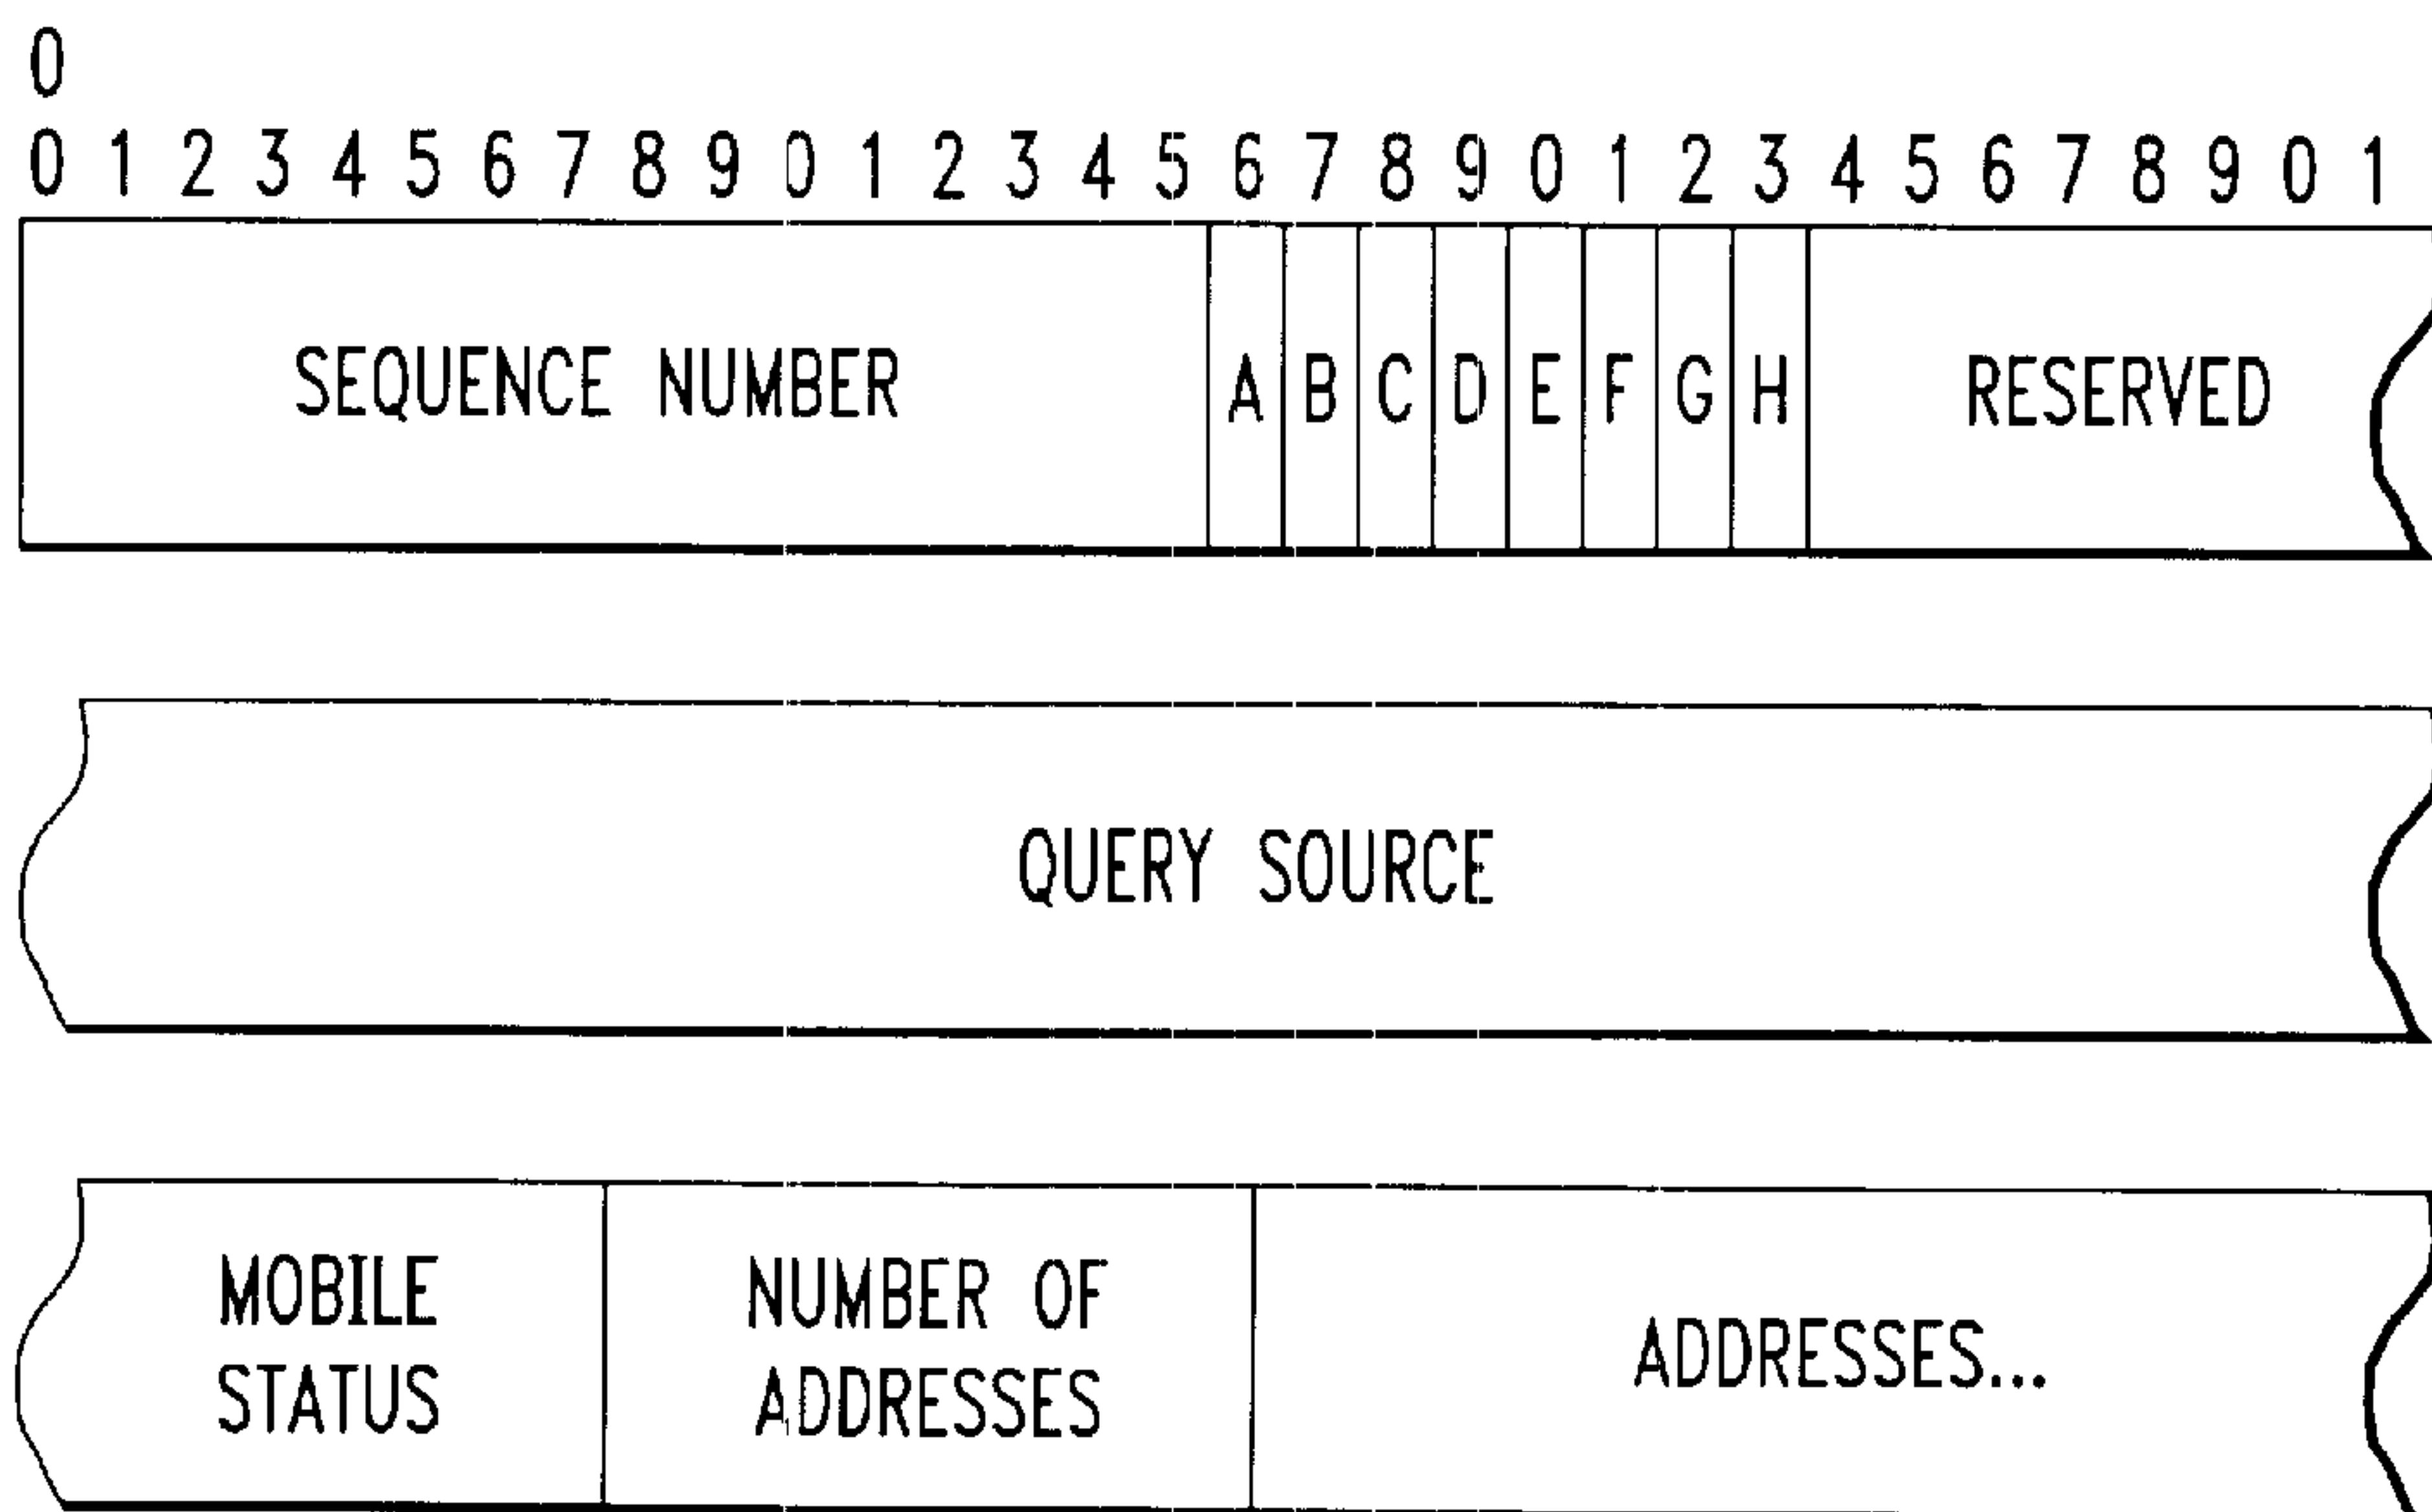 0
0 1 2 3 4 5 6 7 8 9 0 1 2 3 4 5 6 7 8 9 0 1 2 3 4 5 6 7 8 9 0 1
SEQUENCE NUMBER A B C D E F G H RESERVED
QUERY SOURCE
MOBILE
STATUS
NUMBER OF
ADDRESSES
ADDRESSES...